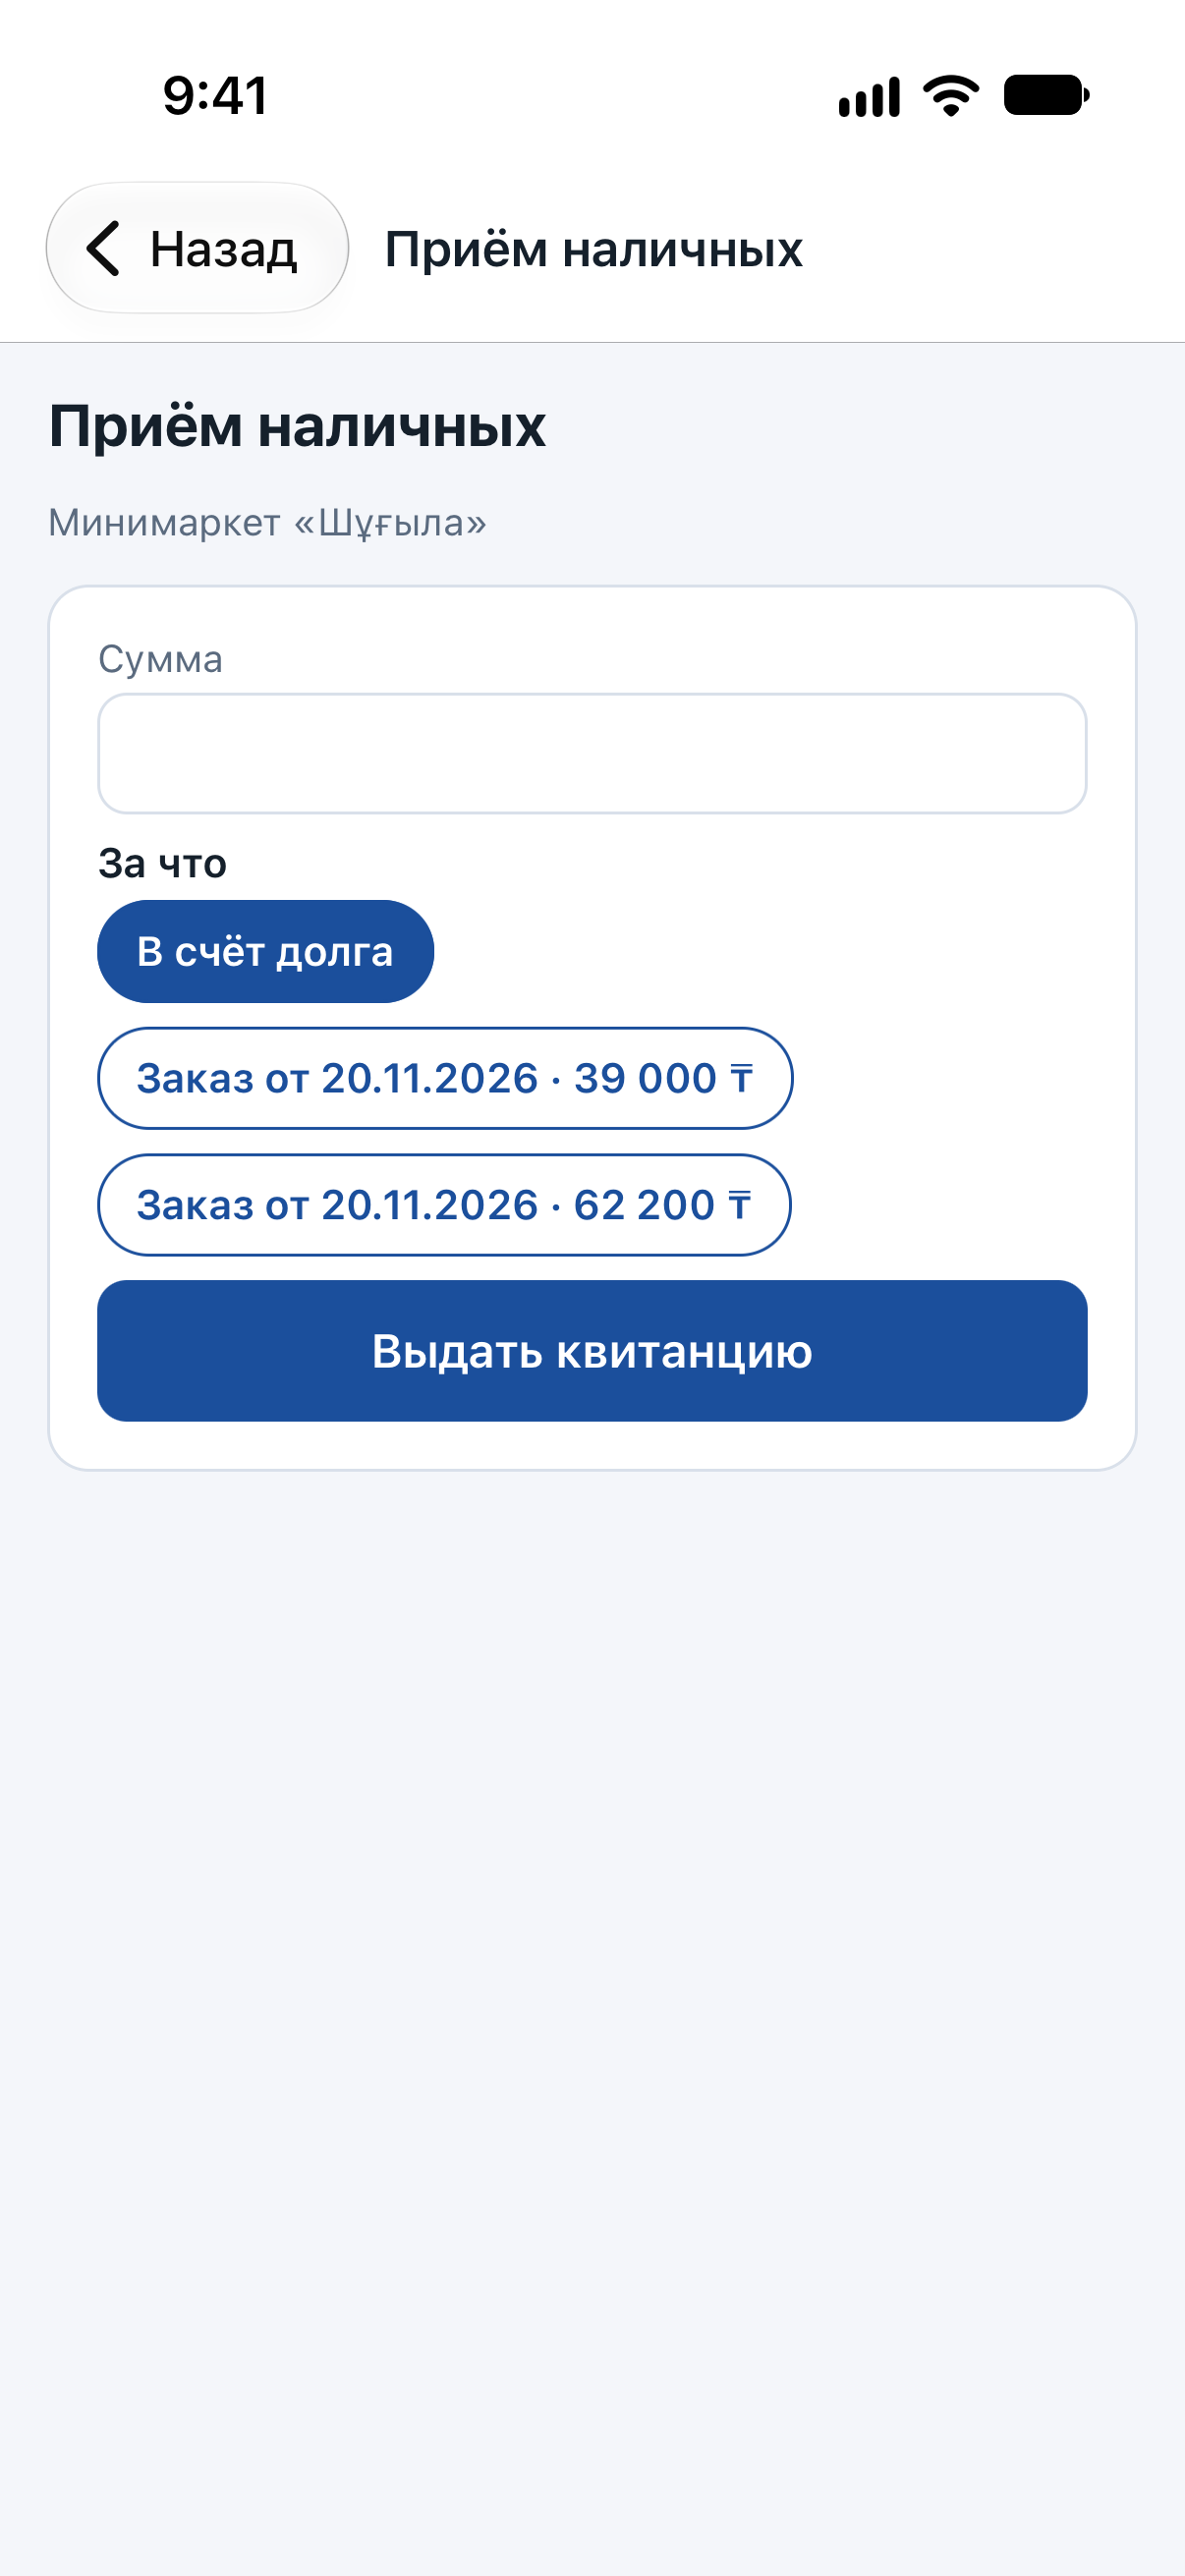 9:41
Назад
Приём наличных
Приём наличных
Минимаркет «Шұғыла»
Сумма
За что
В счёт долга
Заказ от 20.11.2026 · 39 000 ₸
Заказ от 20.11.2026 · 62 200 ₸
Выдать квитанцию